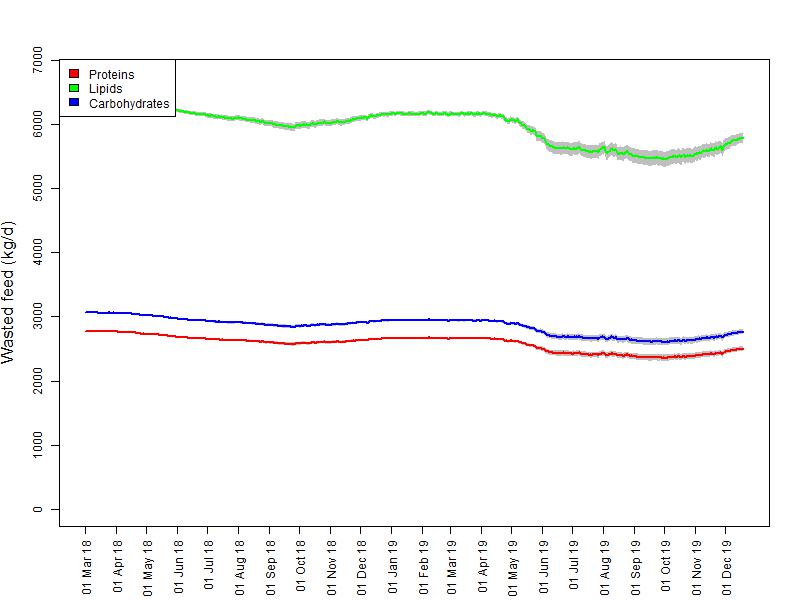 Proteins
Lipids
Carbohydrates
Wasted feed (kg/d)
7000
6000
5000
4000
3000
2000
1000
0
01 Mar 18
01 Apr 18
01 May 18
01 Jun 18
01 Jul 18
01 Aug 18
01 Sep 18
01 Oct 18
01 Nov 18
01 Dec 18
01 Jan 19
01 Feb 19
01 Mar 19
01 Apr 19
01 May 19
01 Jun 19
01 Jul 19
01 Aug 19
01 Sep 19
01 Oct 19
01 Nov 19
01 Dec 19